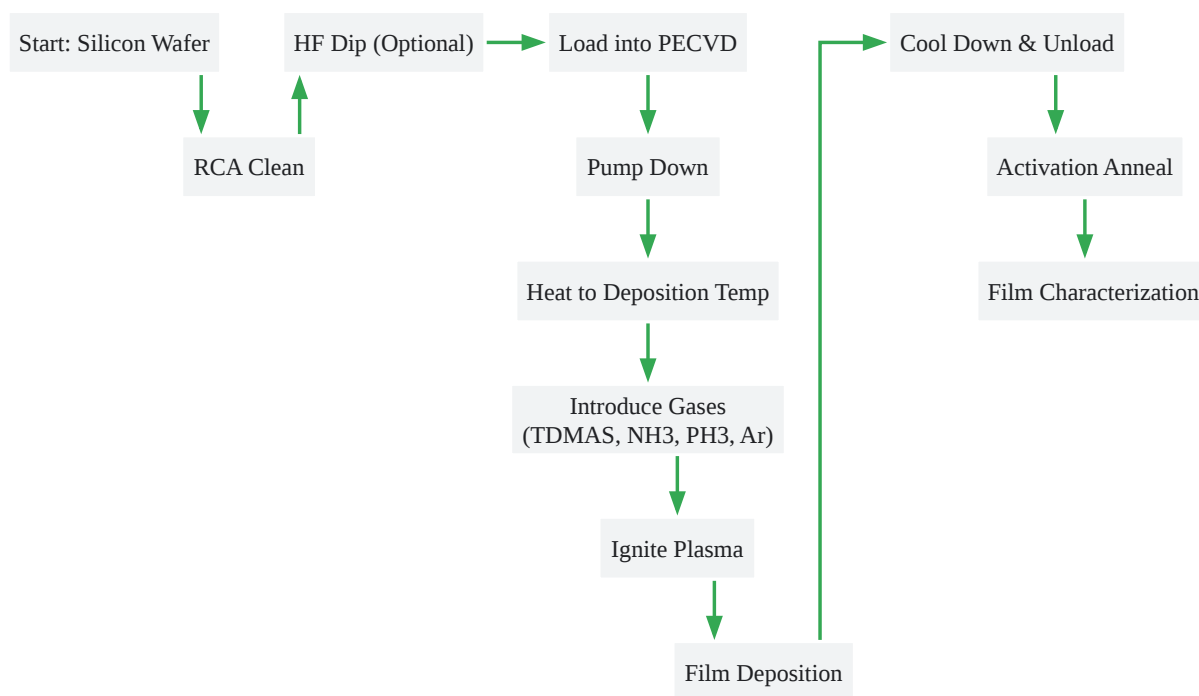 Start: Silicon Wafer
RCA Clean
HF Dip (Optional)
Load into PECVD
Pump Down
Heat to Deposition Temp
Introduce Gases
(TDMAS, NH3, PH3, Ar)
Ignite Plasma
Film Deposition
Cool Down & Unload
Activation Anneal
Film Characterization